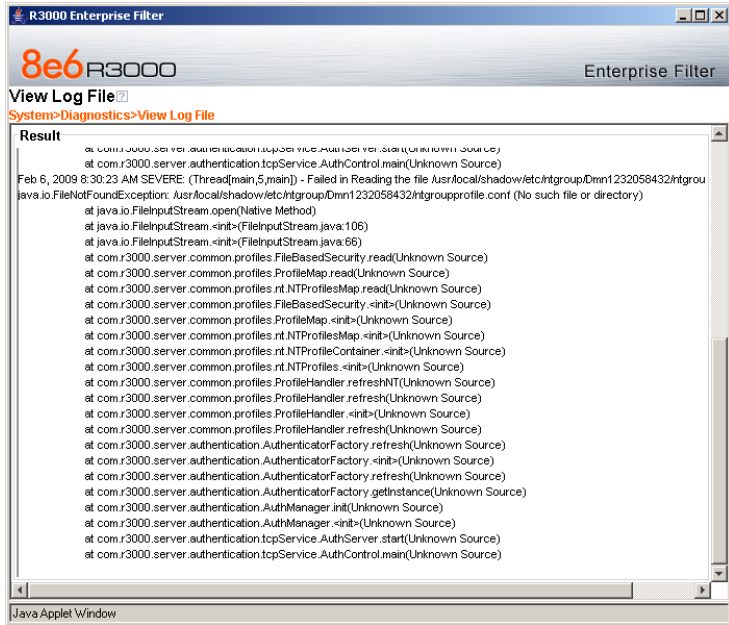 R3000 Enterprise Filter
8e6 R3000
Enterprise Filter
View Log File
System>Diagnostics>View Log File
Result
at com.r3000.server.authentication.tcpService.AuthServer.start(Unknown Source)
at com.r3000.server.authentication.tcpService.AuthControl.main(Unknown Source)
Feb 6, 2009 8:30:23 AM SEVERE: (Thread[main,5,main]) - Failed in Reading the file /usr/local/shadow/etc/ntgroup/Dmn1232058432/ntgrou
java.io.FileNotFoundException: /usr/local/shadow/etc/ntgroup/Dmn1232058432/ntgroupprofile.conf (No such file or directory)
at java.io.FileInputStream.open(Native Method)
at java.io.FileInputStream.<init>(FileInputStream.java:106)
at java.io.FileInputStream.<init>(FileInputStream.java:66)
at com.r3000.server.common.profiles.FileBasedSecurity.read(Unknown Source)
at com.r3000.server.common.profiles.ProfileMap.read(Unknown Source)
at com.r3000.server.common.profiles.nt.NTProfilesMap.read(Unknown Source)
at com.r3000.server.common.profiles.FileBasedSecurity.<init>(Unknown Source)
at com.r3000.server.common.profiles.ProfileMap.<init>(Unknown Source)
at com.r3000.server.common.profiles.nt.NTProfilesMap.<init>(Unknown Source)
at com.r3000.server.common.profiles.nt.NTProfileContainer.<init>(Unknown Source)
at com.r3000.server.common.profiles.nt.NTProfiles.<init>(Unknown Source)
at com.r3000.server.common.profiles.ProfileHandler.refreshNT(Unknown Source)
at com.r3000.server.common.profiles.ProfileHandler.refresh(Unknown Source)
at com.r3000.server.common.profiles.ProfileHandler.<init>(Unknown Source)
at com.r3000.server.common.profiles.ProfileHandler.refresh(Unknown Source)
at com.r3000.server.authentication.AuthenticatorFactory.refresh(Unknown Source)
at com.r3000.server.authentication.AuthenticatorFactory.<init>(Unknown Source)
at com.r3000.server.authentication.AuthenticatorFactory.refresh(Unknown Source)
at com.r3000.server.authentication.AuthenticatorFactory.getInstance(Unknown Source)
at com.r3000.server.authentication.AuthManager.init(Unknown Source)
at com.r3000.server.authentication.AuthManager.<init>(Unknown Source)
at com.r3000.server.authentication.tcpService.AuthServer.start(Unknown Source)
at com.r3000.server.authentication.tcpService.AuthControl.main(Unknown Source)
Java Applet Window